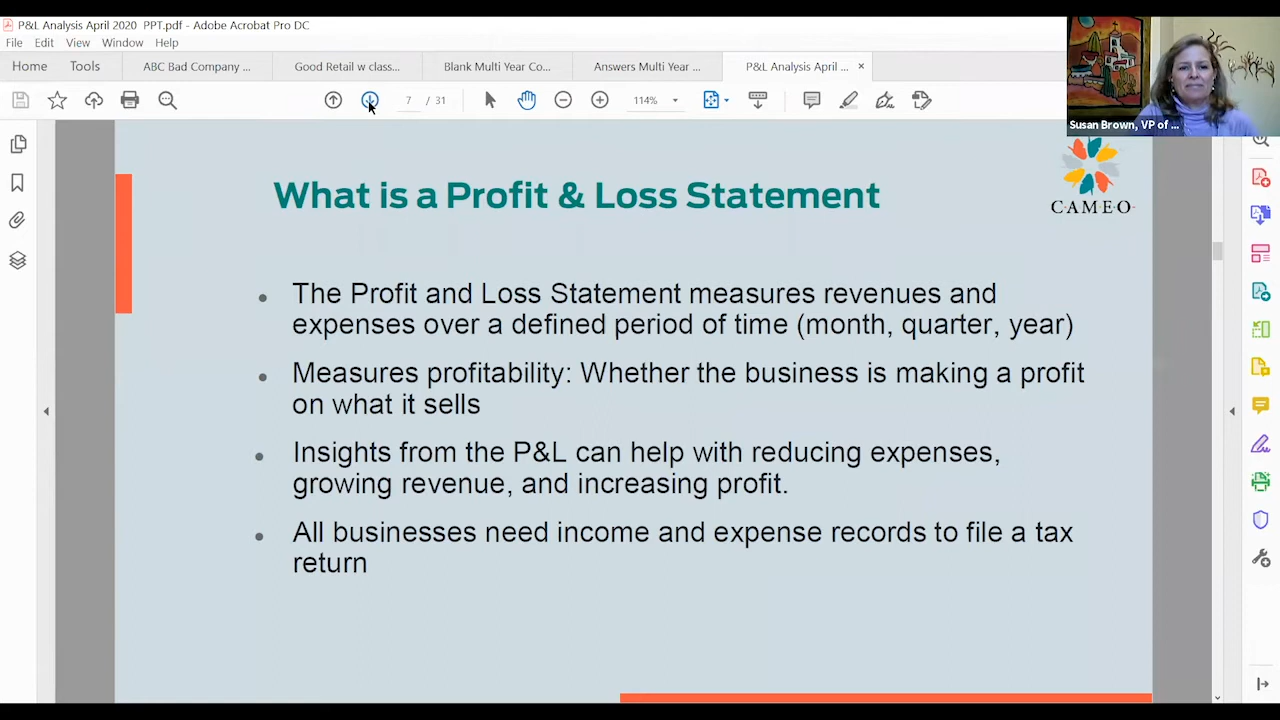 P&L Analysis April 2020 PPT.pdf - Adobe Acrobat Pro DC
File Edit View Window Help
Home Tools ABC Bad Company ... Good Retail w class... Blank Multi Year Co... Answers Multi Year ... P&L Analysis April ... ×
7 / 31 114%
Susan Brown, VP of ...
CAMEO
What is a Profit & Loss Statement
• The Profit and Loss Statement measures revenues and
expenses over a defined period of time (month, quarter, year)
• Measures profitability: Whether the business is making a profit
on what it sells
• Insights from the P&L can help with reducing expenses,
growing revenue, and increasing profit.
• All businesses need income and expense records to file a tax
return